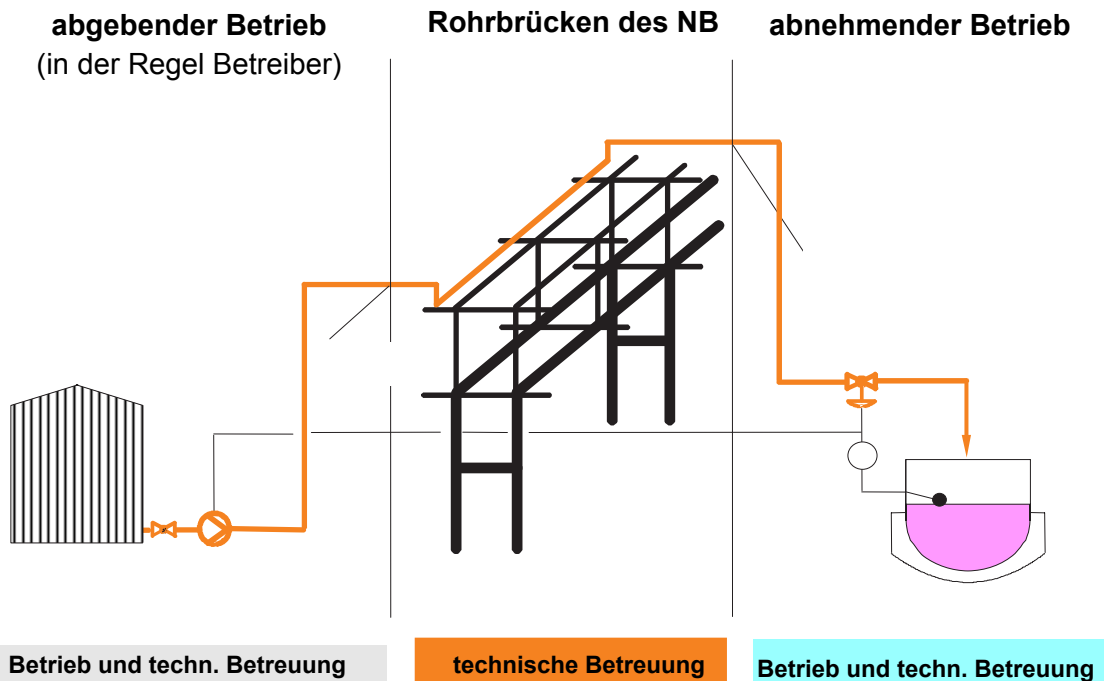 abgebender Betrieb
(in der Regel Betreiber)
Rohrbrücken des NB
abnehmender Betrieb
Betrieb und techn. Betreuung
technische Betreuung
Betrieb und techn. Betreuung